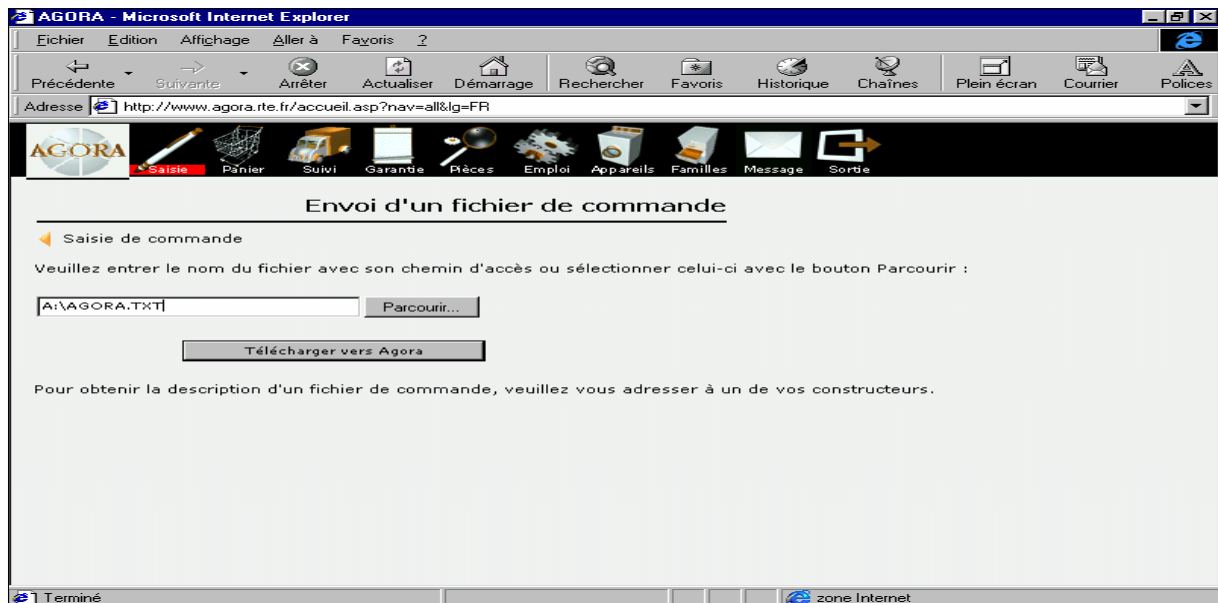 AGORA - Microsoft Internet Explorer
Fichier Edition Affichage Aller à Favoris ?
Précédente Suivante Arrêter Actualiser Démarrage Rechercher Favoris Historique Chaînes Plein écran Courrier Polices
Adresse http://www.agora.rte.fr/accueil.asp?nav=all&lg=FR
AGORA Saisie Panier Suivi Garantie Pièces Emploi Appareils Familles Message Sortie
Envoi d'un fichier de commande
Saisie de commande
Veuillez entrer le nom du fichier avec son chemin d'accès ou sélectionner celui-ci avec le bouton Parcourir :
A:\AGORA.TXT Parcourir...
Télécharger vers Agora
Pour obtenir la description d'un fichier de commande, veuillez vous adresser à un de vos constructeurs.
Terminé zone Internet